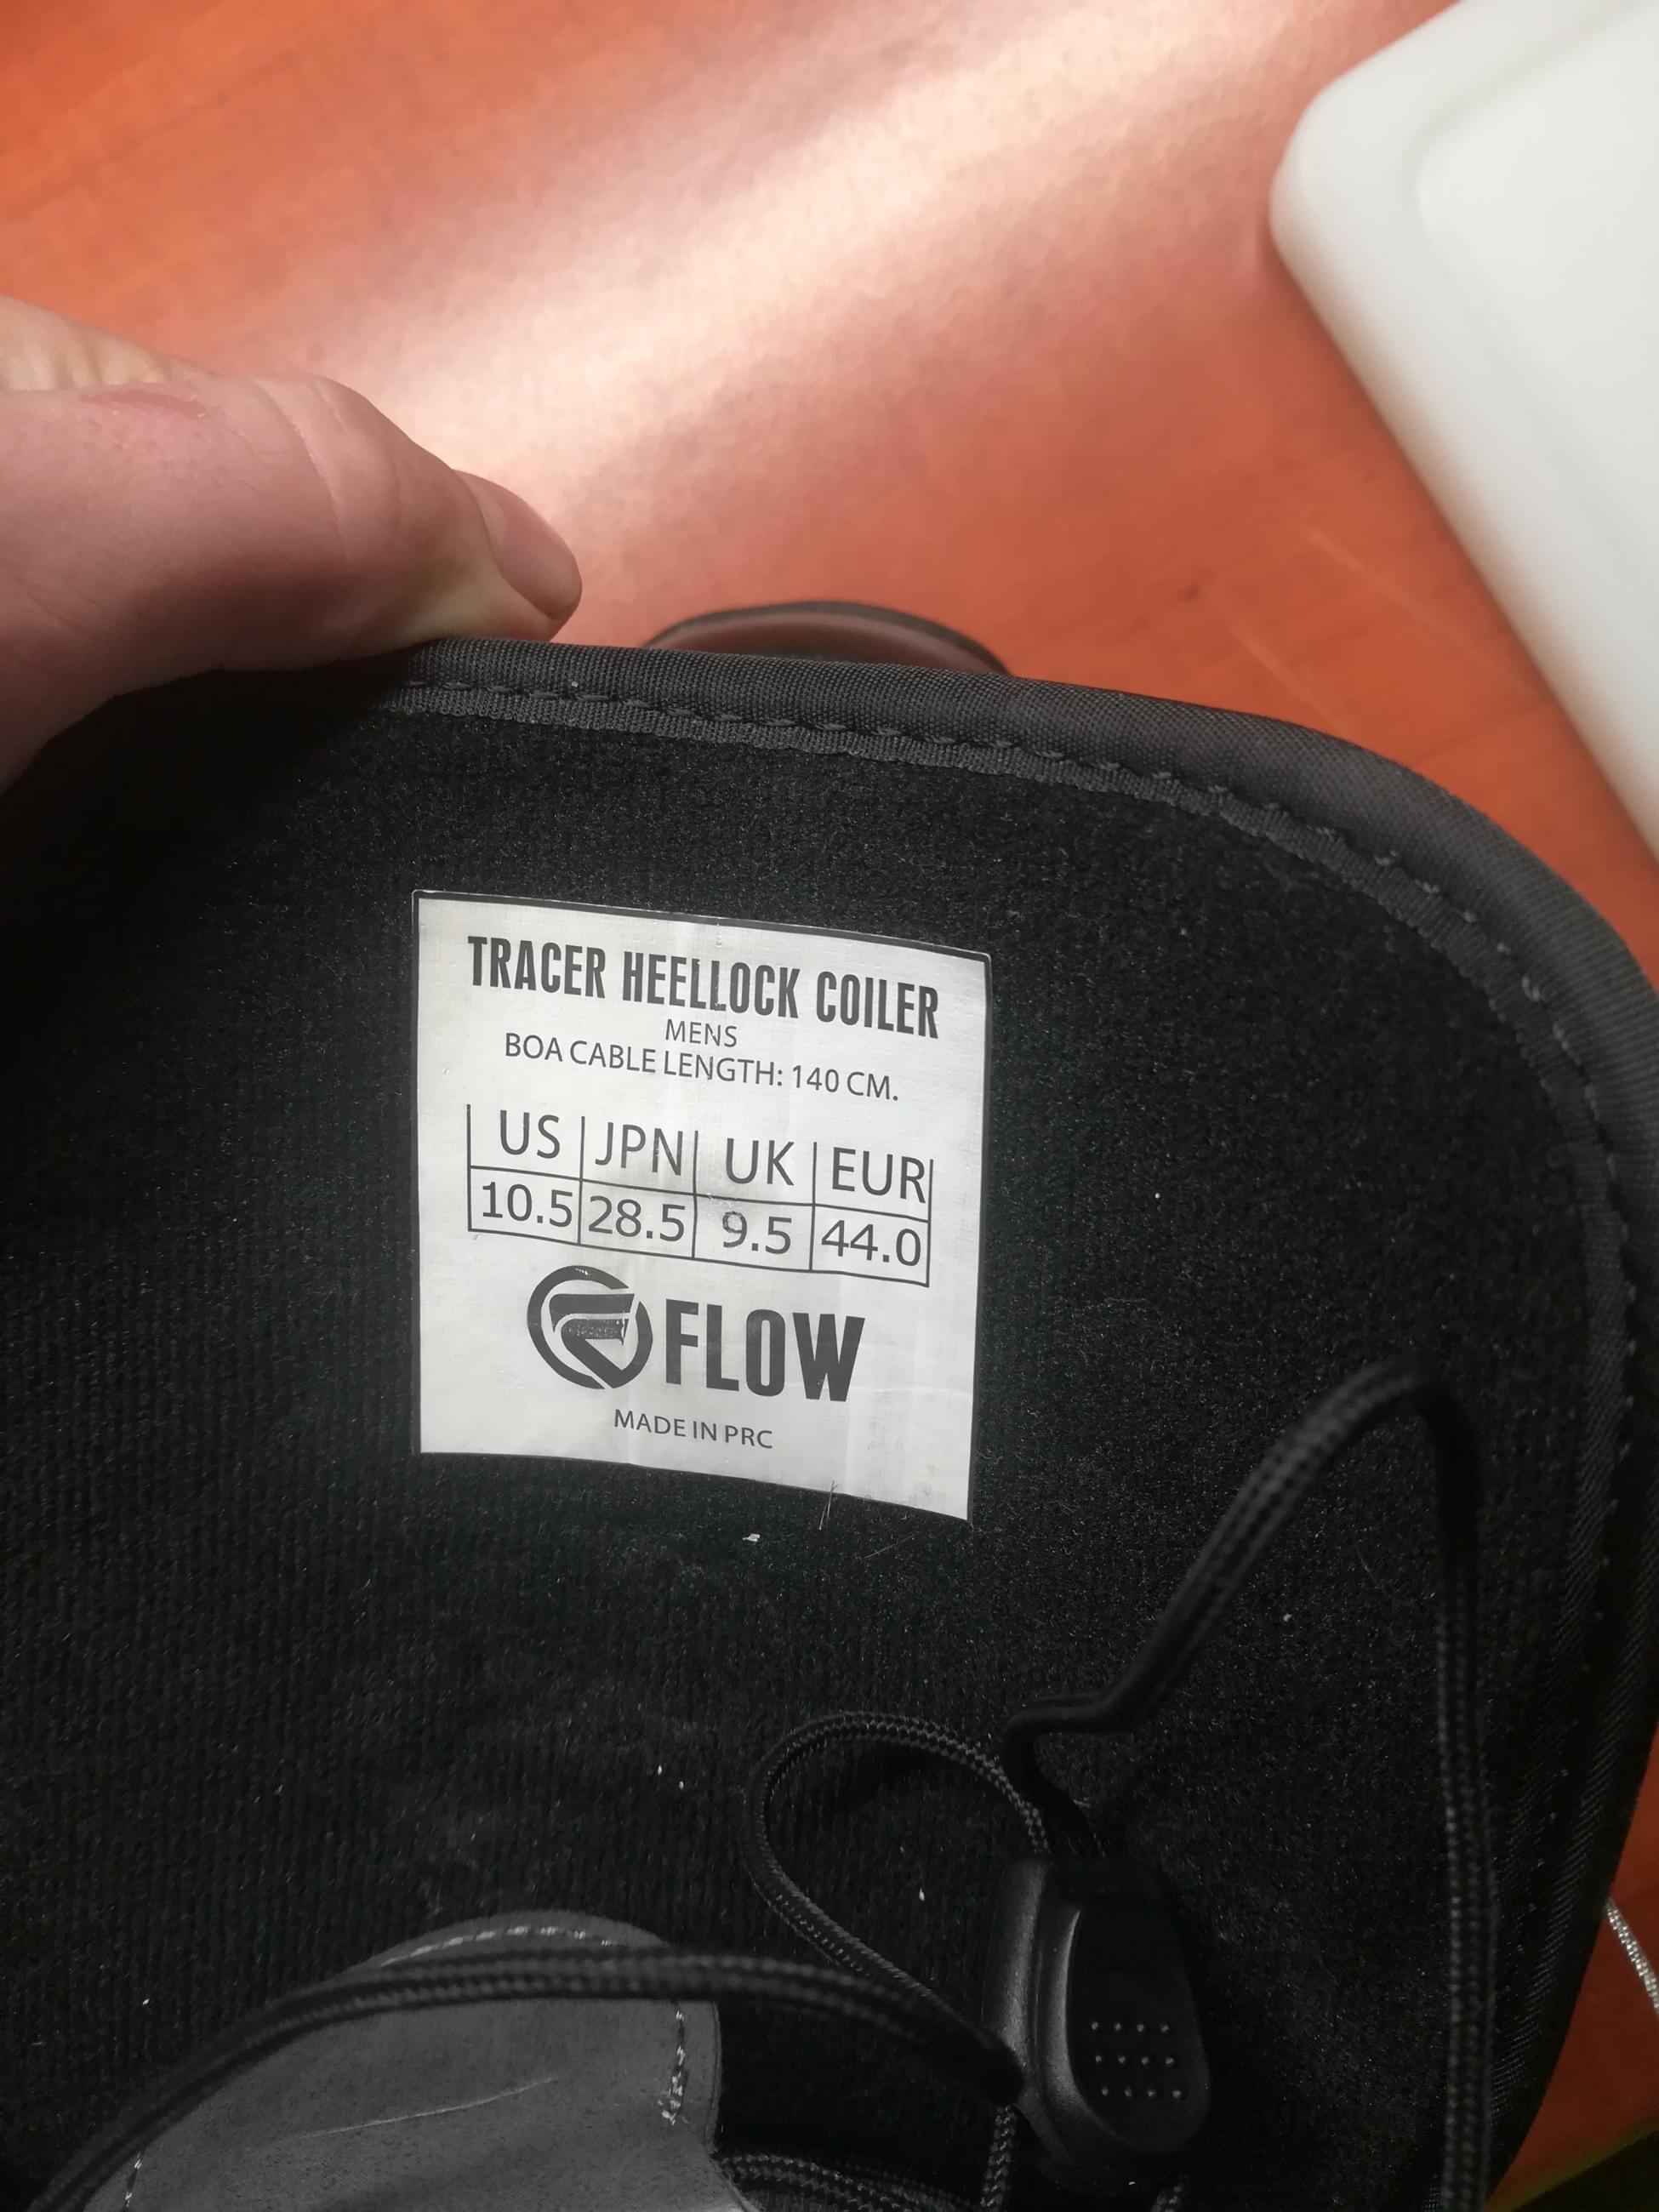 TRACER HEELLOCK COILER
MENS
BOA CABLE LENGTH: 140 CM.
US JPN UK EUR
10.5 28.5 9.5 44.0
FLOW
MADE IN PRC